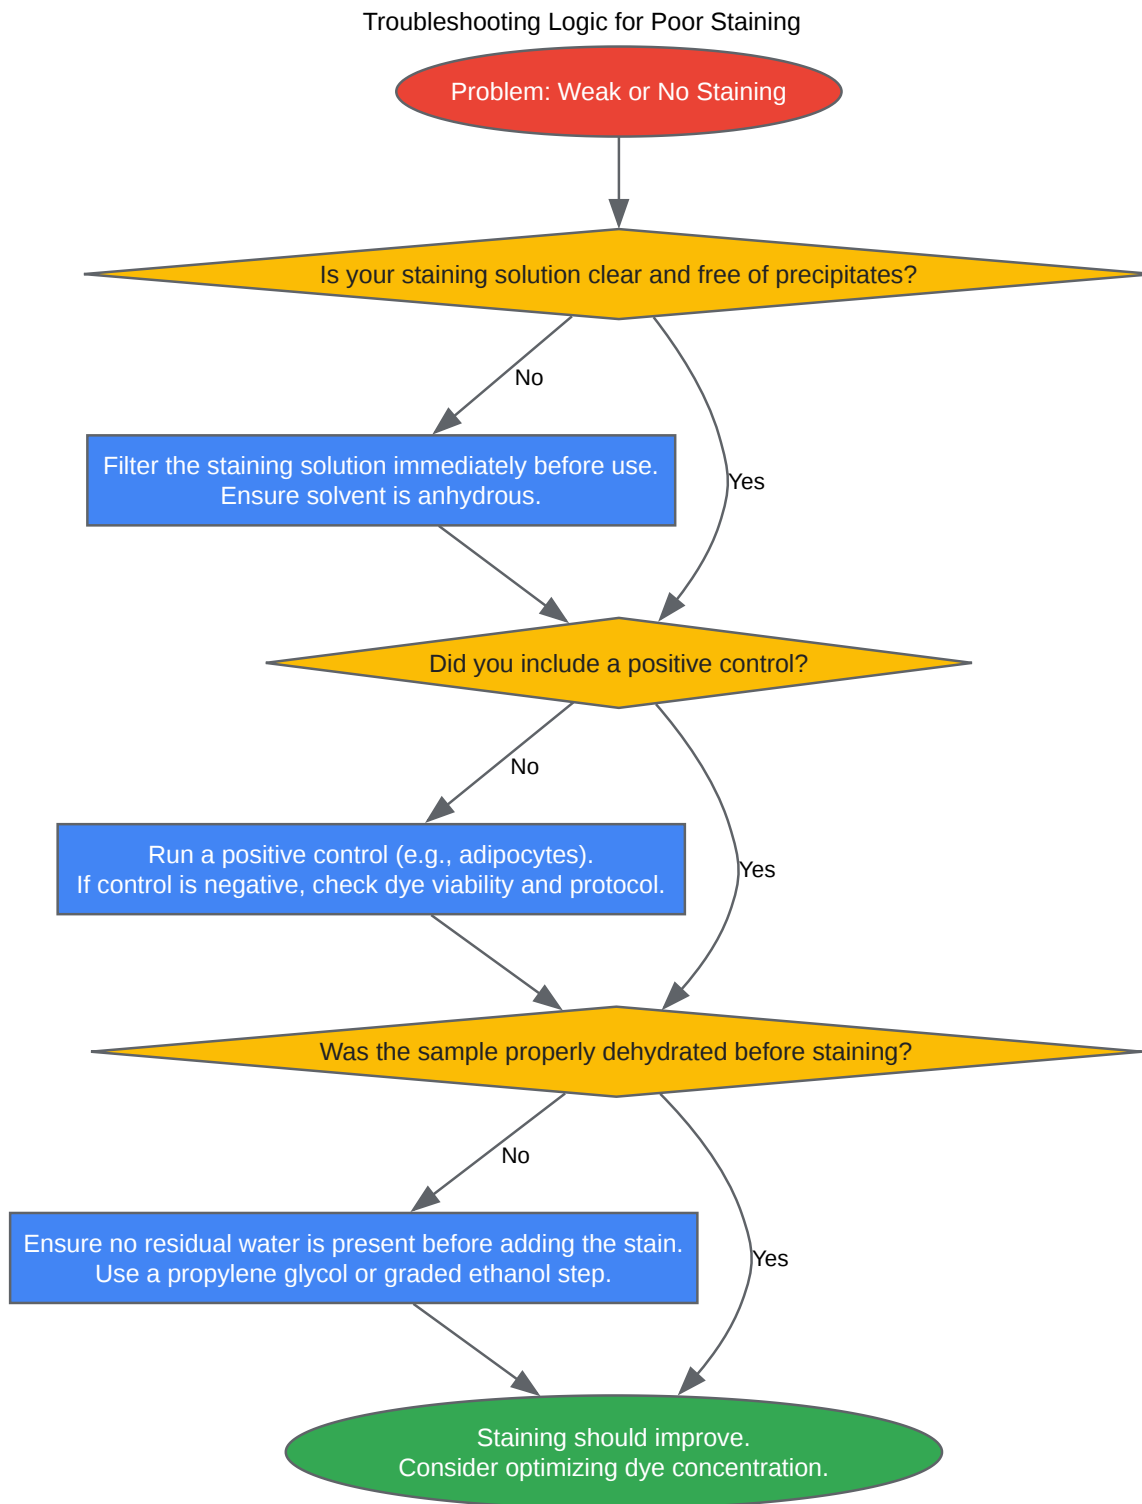 Troubleshooting Logic for Poor Staining
Problem: Weak or No Staining
Is your staining solution clear and free of precipitates?
No
Filter the staining solution immediately before use.
Ensure solvent is anhydrous.
Yes
Did you include a positive control?
No
Run a positive control (e.g., adipocytes).
If control is negative, check dye viability and protocol.
Yes
Was the sample properly dehydrated before staining?
No
Ensure no residual water is present before adding the stain.
Use a propylene glycol or graded ethanol step.
Yes
Staining should improve.
Consider optimizing dye concentration.